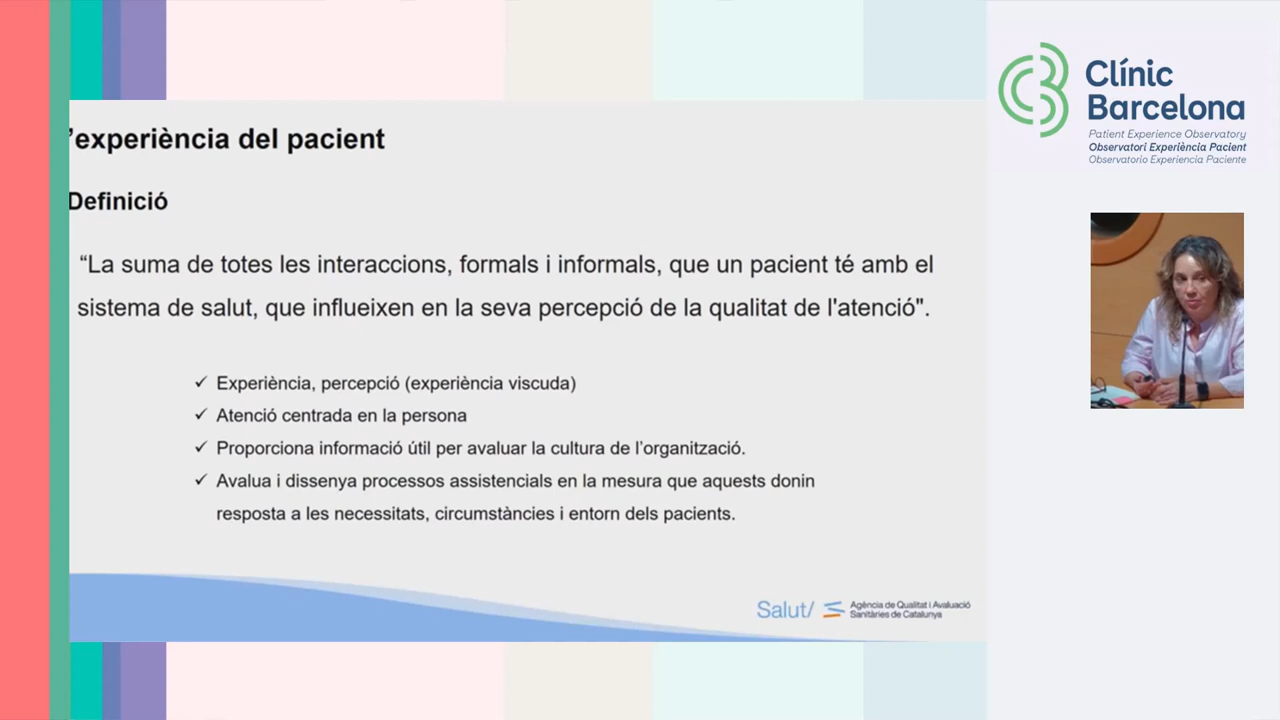 ’experiència del pacient
Definició
“La suma de totes les interaccions, formals i informals, que un pacient té amb el
sistema de salut, que influeixen en la seva percepció de la qualitat de l'atenció".
✓ Experiència, percepció (experiència viscuda)
✓ Atenció centrada en la persona
✓ Proporciona informació útil per avaluar la cultura de l’organització.
✓ Avalua i dissenya processos assistencials en la mesura que aquests donin
resposta a les necessitats, circumstàncies i entorn dels pacients.
Salut/
Agència de Qualitat i Avaluació
Sanitàries de Catalunya
Clínic
Barcelona
Patient Experience Observatory
Observatori Experiència Pacient
Observatorio Experiencia Paciente